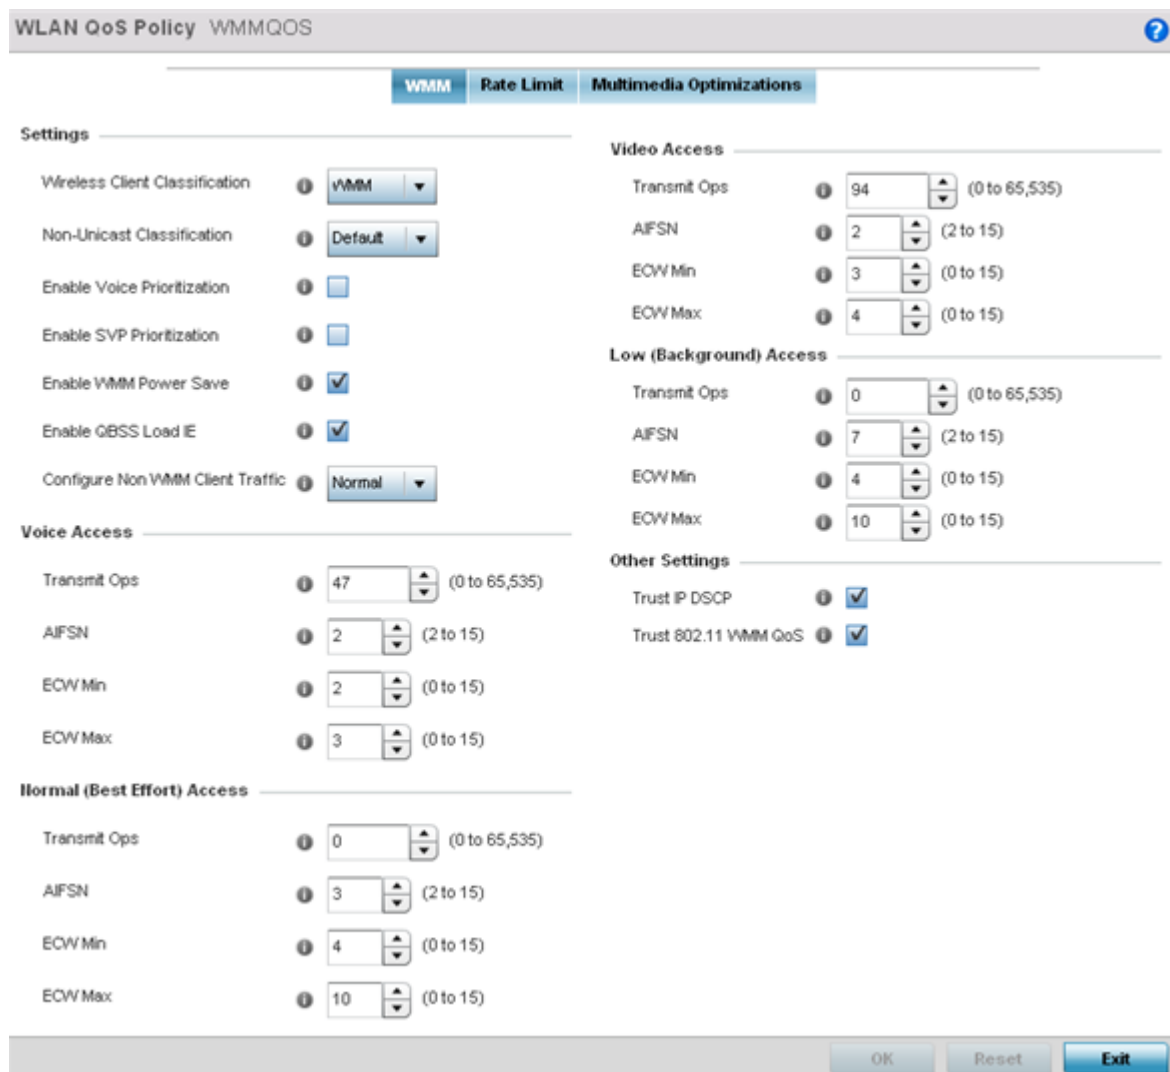 WLAN QoS Policy WMMQOS
?
WMM Rate Limit Multimedia Optimizations
Settings
Wireless Client Classification WMM
Non-Unicast Classification Default
Enable Voice Prioritization
Enable SVP Prioritization
Enable WMM Power Save
Enable QBSS Load IE
Configure Non WMM Client Traffic Normal
Voice Access
Transmit Ops 47 (0 to 65,535)
AIFSN 2 (2 to 15)
ECW Min 2 (0 to 15)
ECW Max 3 (0 to 15)
Normal (Best Effort) Access
Transmit Ops 0 (0 to 65,535)
AIFSN 3 (2 to 15)
ECW Min 4 (0 to 15)
ECW Max 10 (0 to 15)
Video Access
Transmit Ops 94 (0 to 65,535)
AIFSN 2 (2 to 15)
ECW Min 3 (0 to 15)
ECW Max 4 (0 to 15)
Low (Background) Access
Transmit Ops 0 (0 to 65,535)
AIFSN 7 (2 to 15)
ECW Min 4 (0 to 15)
ECW Max 10 (0 to 15)
Other Settings
Trust IP DSCP
Trust 802.11 WMM QoS
OK Reset Exit